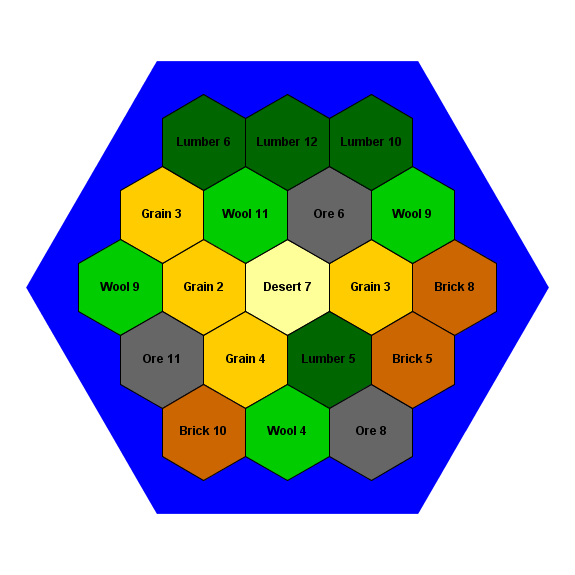 Lumber 6 Lumber 12 Lumber 10
Grain 3 Wool 11 Ore 6 Wool 9
Wool 9 Grain 2 Desert 7 Grain 3 Brick 8
Ore 11 Grain 4 Lumber 5 Brick 5
Brick 10 Wool 4 Ore 8